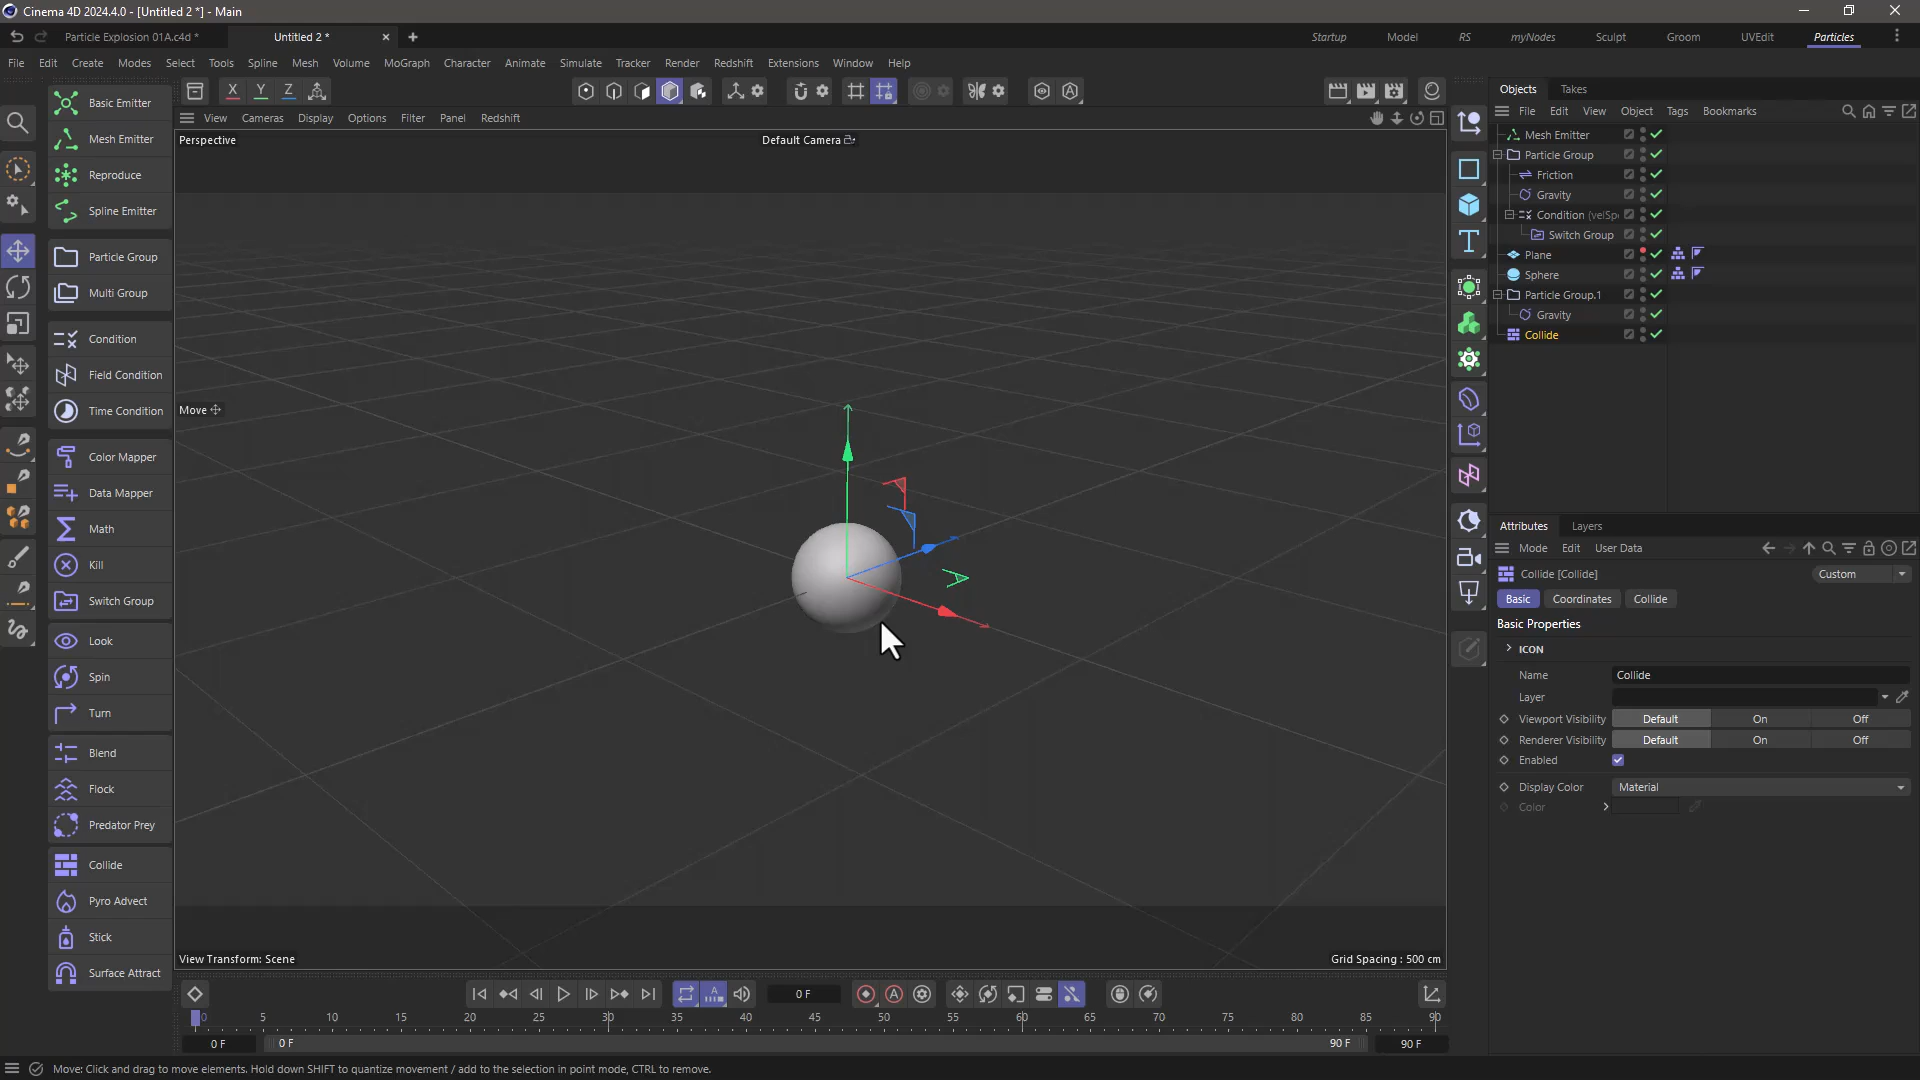 Cinema 4D 2024.4.0 - [Untitled 2 *] - Main
Particle Explosion 01A.c4d *
Untitled 2 *
Startup
Model
RS
myNodes
Sculpt
Groom
UVEdit
Particles
File Edit Create Modes Select Tools Spline Mesh Volume MoGraph Character Animate Simulate Tracker Render Redshift Extensions Window Help
X Y Z
View Cameras Display Options Filter Panel Redshift
Perspective
Default Camera
Move
View Transform: Scene
Grid Spacing : 500 cm
Basic Emitter
Mesh Emitter
Reproduce
Spline Emitter
Particle Group
Multi Group
Condition
Field Condition
Time Condition
Color Mapper
Data Mapper
Math
Kill
Switch Group
Look
Spin
Turn
Blend
Flock
Predator Prey
Collide
Pyro Advect
Stick
Surface Attract
Objects Takes
File Edit View Object Tags Bookmarks
Mesh Emitter
Particle Group
Friction
Gravity
Condition (velSp
Switch Group
Plane
Sphere
Particle Group.1
Gravity
Collide
Attributes Layers
Mode Edit User Data
Collide [Collide]
Custom
Basic Coordinates Collide
Basic Properties
ICON
Name Collide
Layer
Viewport Visibility Default On Off
Renderer Visibility Default On Off
Enabled
Display Color Material
Color
0 F
0 5 10 15 20 25 30 35 40 45 50 55 60 65 70 75 80 85 90
0 F 0 F 90 F 90 F
Move: Click and drag to move elements. Hold down SHIFT to quantize movement / add to the selection in point mode, CTRL to remove.